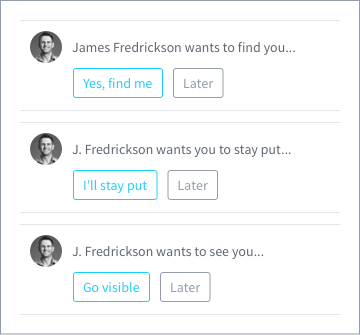 James Fredrickson wants to find you...
Yes, find me Later
J. Fredrickson wants you to stay put...
I'll stay put Later
J. Fredrickson wants to see you...
Go visible Later